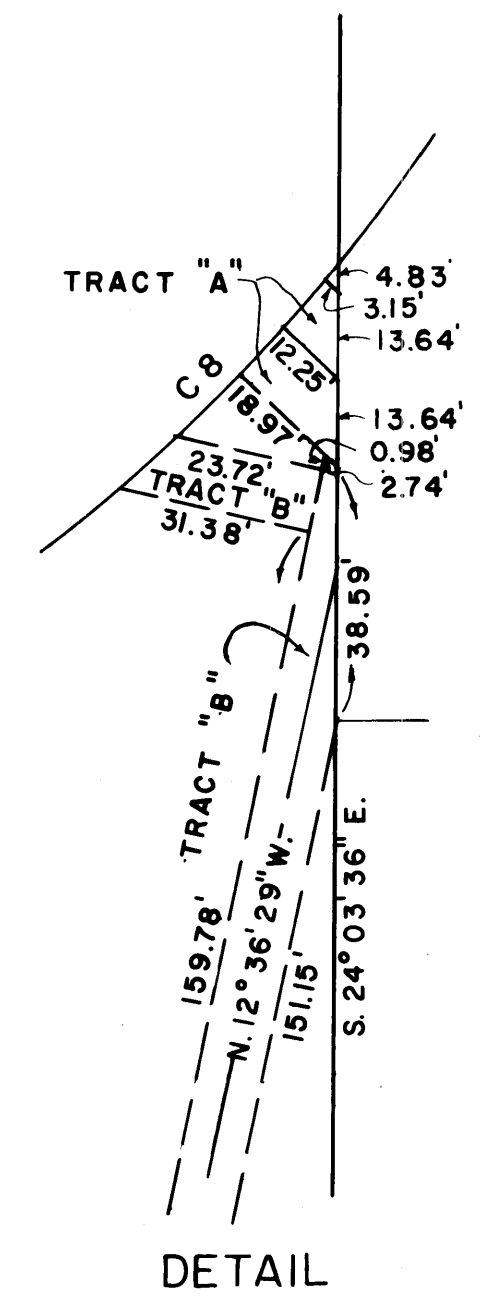 TRACT "A"
4.83'
3.15'
13.64'
12.25'
C 8
13.64'
18.97'
0.98'
23.72'
2.74'
TRACT "B"
31.38'
38.59'
TRACT "B"
159.78'
N. 12° 36' 29" W.
151.15'
S. 24° 03' 36" E.
DETAIL